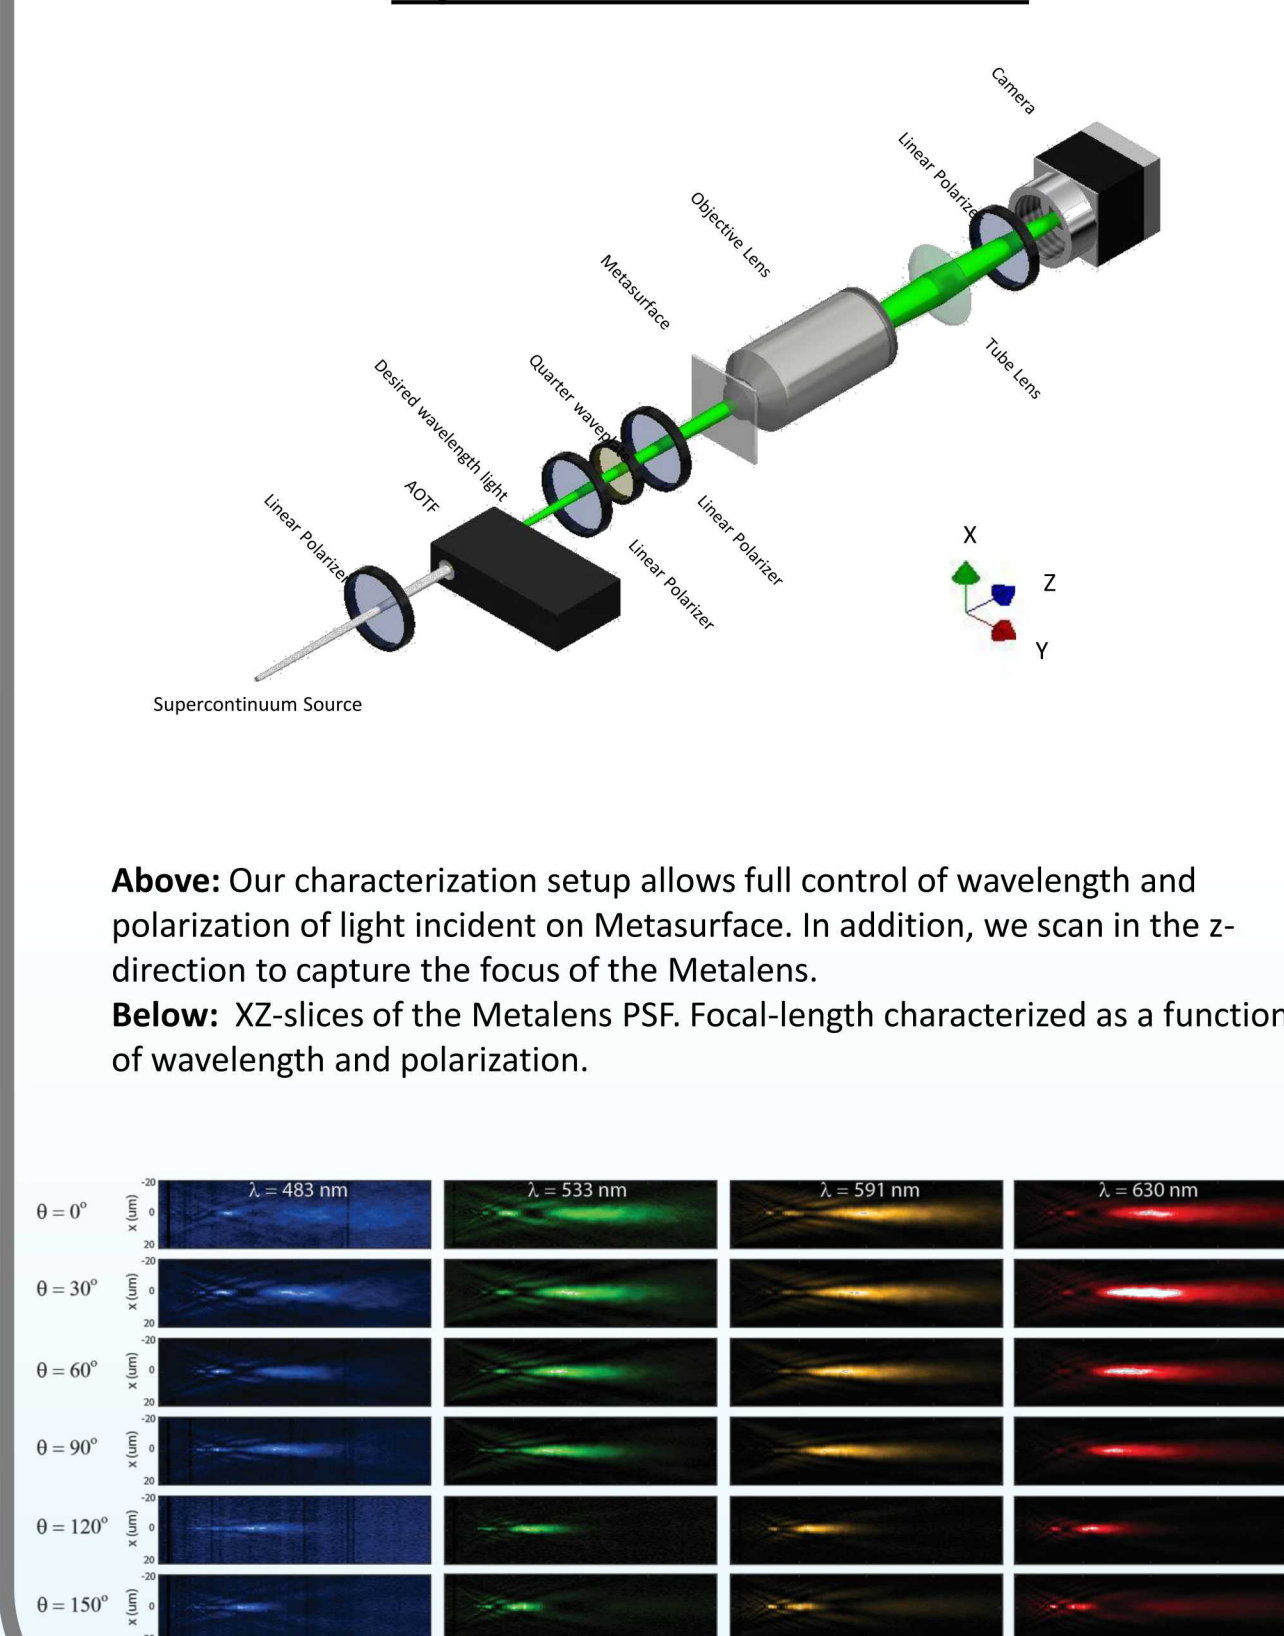 Camera
Linear Polarizer
Objective Lens
Metasurface
Tube Lens
Quarter waveplate
Desired wavelength light
AOTF
Linear Polarizer
Linear Polarizer
Linear Polarizer
X
Z
Y
Supercontinuum Source
Above: Our characterization setup allows full control of wavelength and
polarization of light incident on Metasurface. In addition, we scan in the z-
direction to capture the focus of the Metalens.
Below: XZ-slices of the Metalens PSF. Focal-length characterized as a function
of wavelength and polarization.
λ = 483 nm
λ = 533 nm
λ = 591 nm
λ = 630 nm
θ = 0°
x (um)
-20
0
20
θ = 30°
x (um)
-20
0
20
θ = 60°
x (um)
-20
0
20
θ = 90°
x (um)
-20
0
20
θ = 120°
x (um)
-20
0
20
θ = 150°
x (um)
-20
0